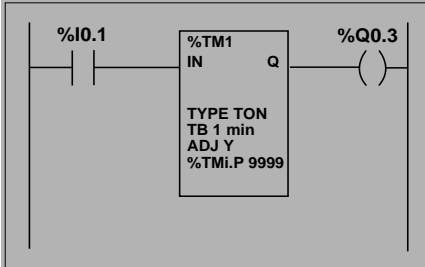 %I0.1
%TM1
%Q0.3
IN Q
TYPE TON
TB 1 min
ADJ Y
%TMi.P 9999